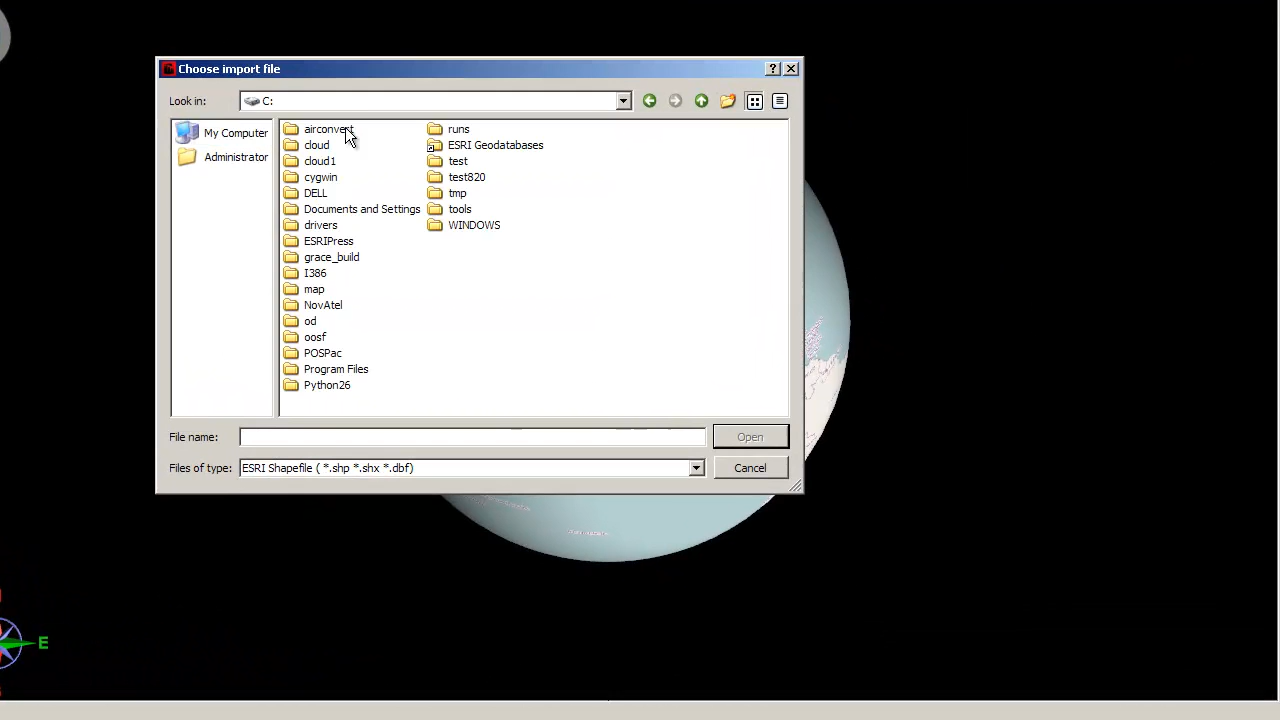 Choose import file
Look in: C:
My Computer
Administrator
airconvert
cloud
cloud1
cygwin
DELL
Documents and Settings
drivers
ESRIPress
grace_build
I386
map
NovAtel
od
oosf
POSPac
Program Files
Python26
runs
ESRI Geodatabases
test
test820
tmp
tools
WINDOWS
File name:
Open
Files of type: ESRI Shapefile ( *.shp *.shx *.dbf)
Cancel
E